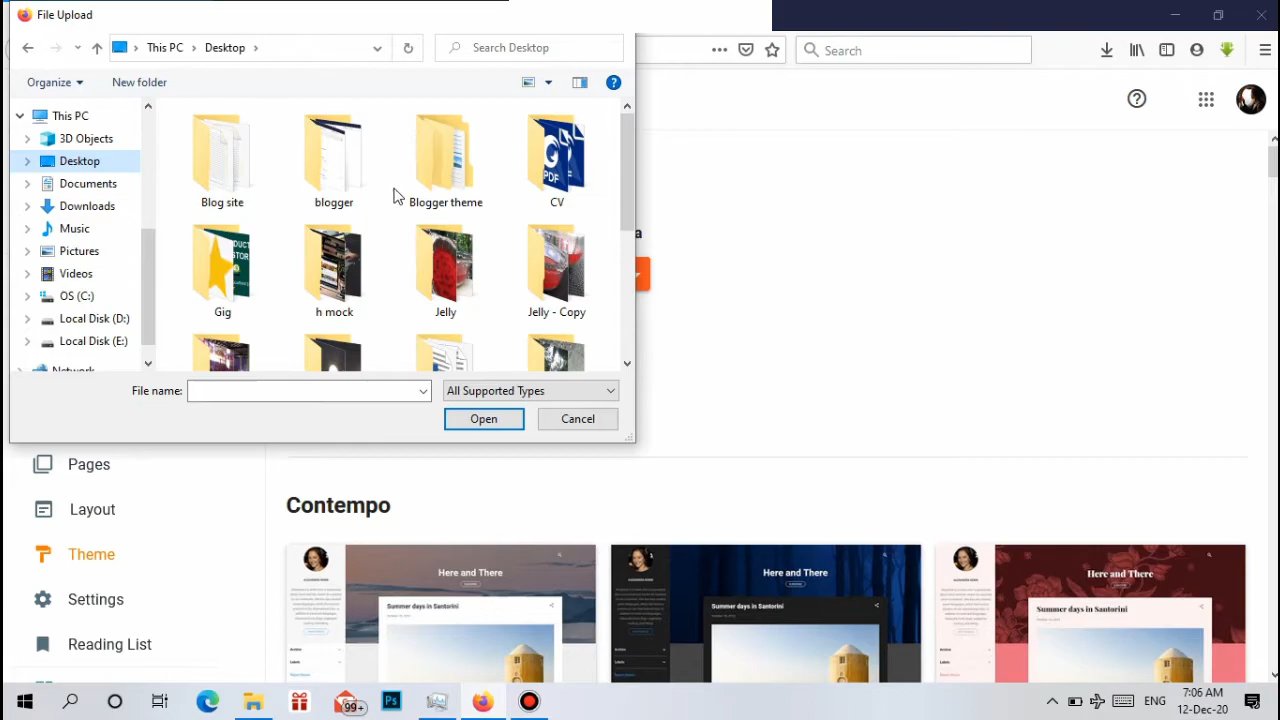 File Upload
This PC
Desktop
Search Desktop
Search
Organize
New folder
This PC
3D Objects
Desktop
Documents
Downloads
Music
Pictures
Videos
OS (C:)
Local Disk (D:)
Local Disk (E:)
Blog site
blogger
Blogger theme
CV
PDF
Gig
h mock
Jelly
Jelly - Copy
File name:
All Supported Types
Open
Cancel
Pages
Layout
Theme
Settings
Reading List
Contempo
Here and There
Summer days in Santorini
Here and There
Summer days in Santorini
Here and There
Summer days in Santorini
99+
Ps
ENG
7:06 AM
12-Dec-20